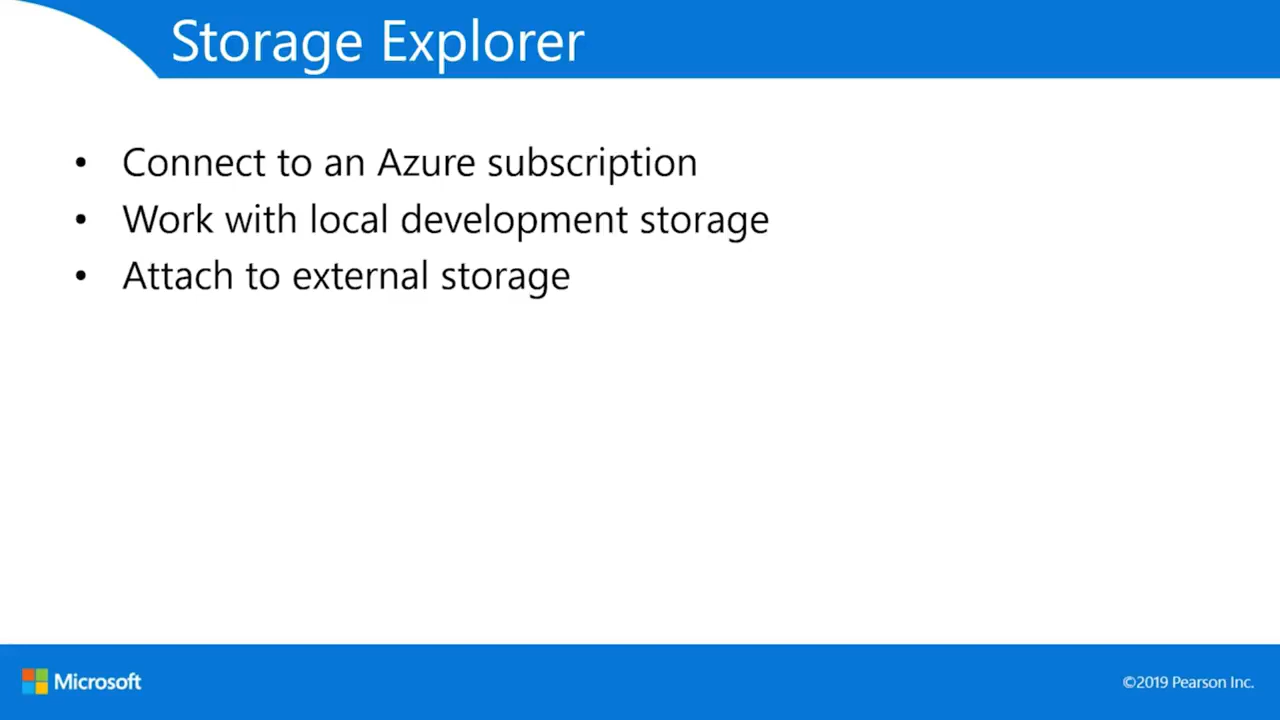 Storage Explorer
• Connect to an Azure subscription
• Work with local development storage
• Attach to external storage
Microsoft
©2019 Pearson Inc.